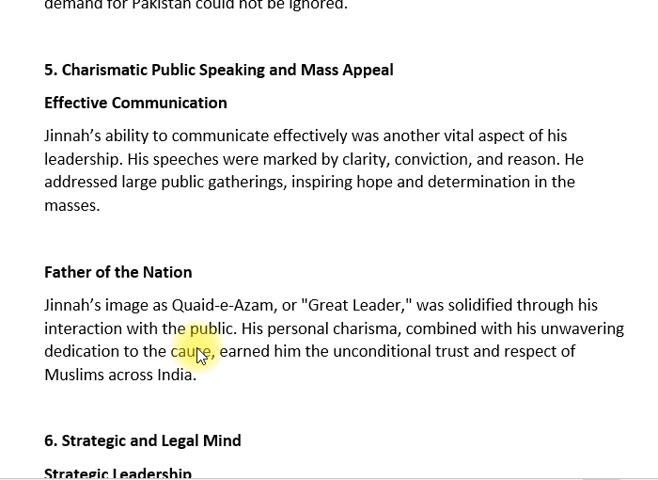 demand for Pakistan could not be ignored.
5. Charismatic Public Speaking and Mass Appeal
Effective Communication
Jinnah’s ability to communicate effectively was another vital aspect of his
leadership. His speeches were marked by clarity, conviction, and reason. He
addressed large public gatherings, inspiring hope and determination in the
masses.
Father of the Nation
Jinnah’s image as Quaid-e-Azam, or "Great Leader," was solidified through his
interaction with the public. His personal charisma, combined with his unwavering
dedication to the cause, earned him the unconditional trust and respect of
Muslims across India.
6. Strategic and Legal Mind
Strategic Leadership